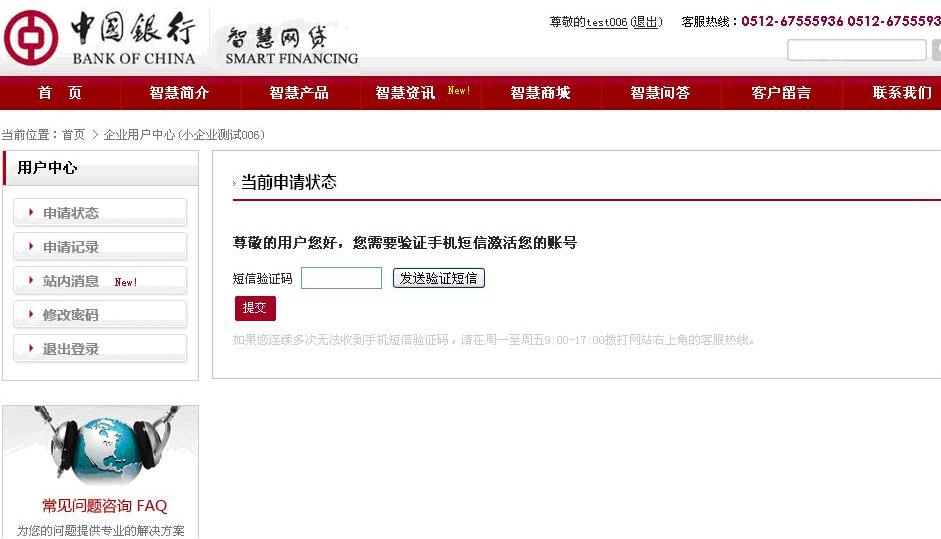 中国银行
BANK OF CHINA
智慧网贷
SMART FINANCING
尊敬的test006 (退出) 客服热线：0512-67555936 0512-6755593
首 页 智慧简介 智慧产品 智慧资讯 New! 智慧商城 智慧问答 客户留言 联系我们
当前位置：首页 > 企业用户中心(小企业测试006)
用户中心
申请状态
申请记录
站内消息 New!
修改密码
退出登录
当前申请状态
尊敬的用户您好，您需要验证手机短信激活您的账号
短信验证码 发送验证短信
提交
如果您连续多次无法收到手机短信验证码，请在周一至周五9:00-17:00拨打网站右上角的客服热线。
常见问题咨询 FAQ
为您的问题提供专业的解决方案